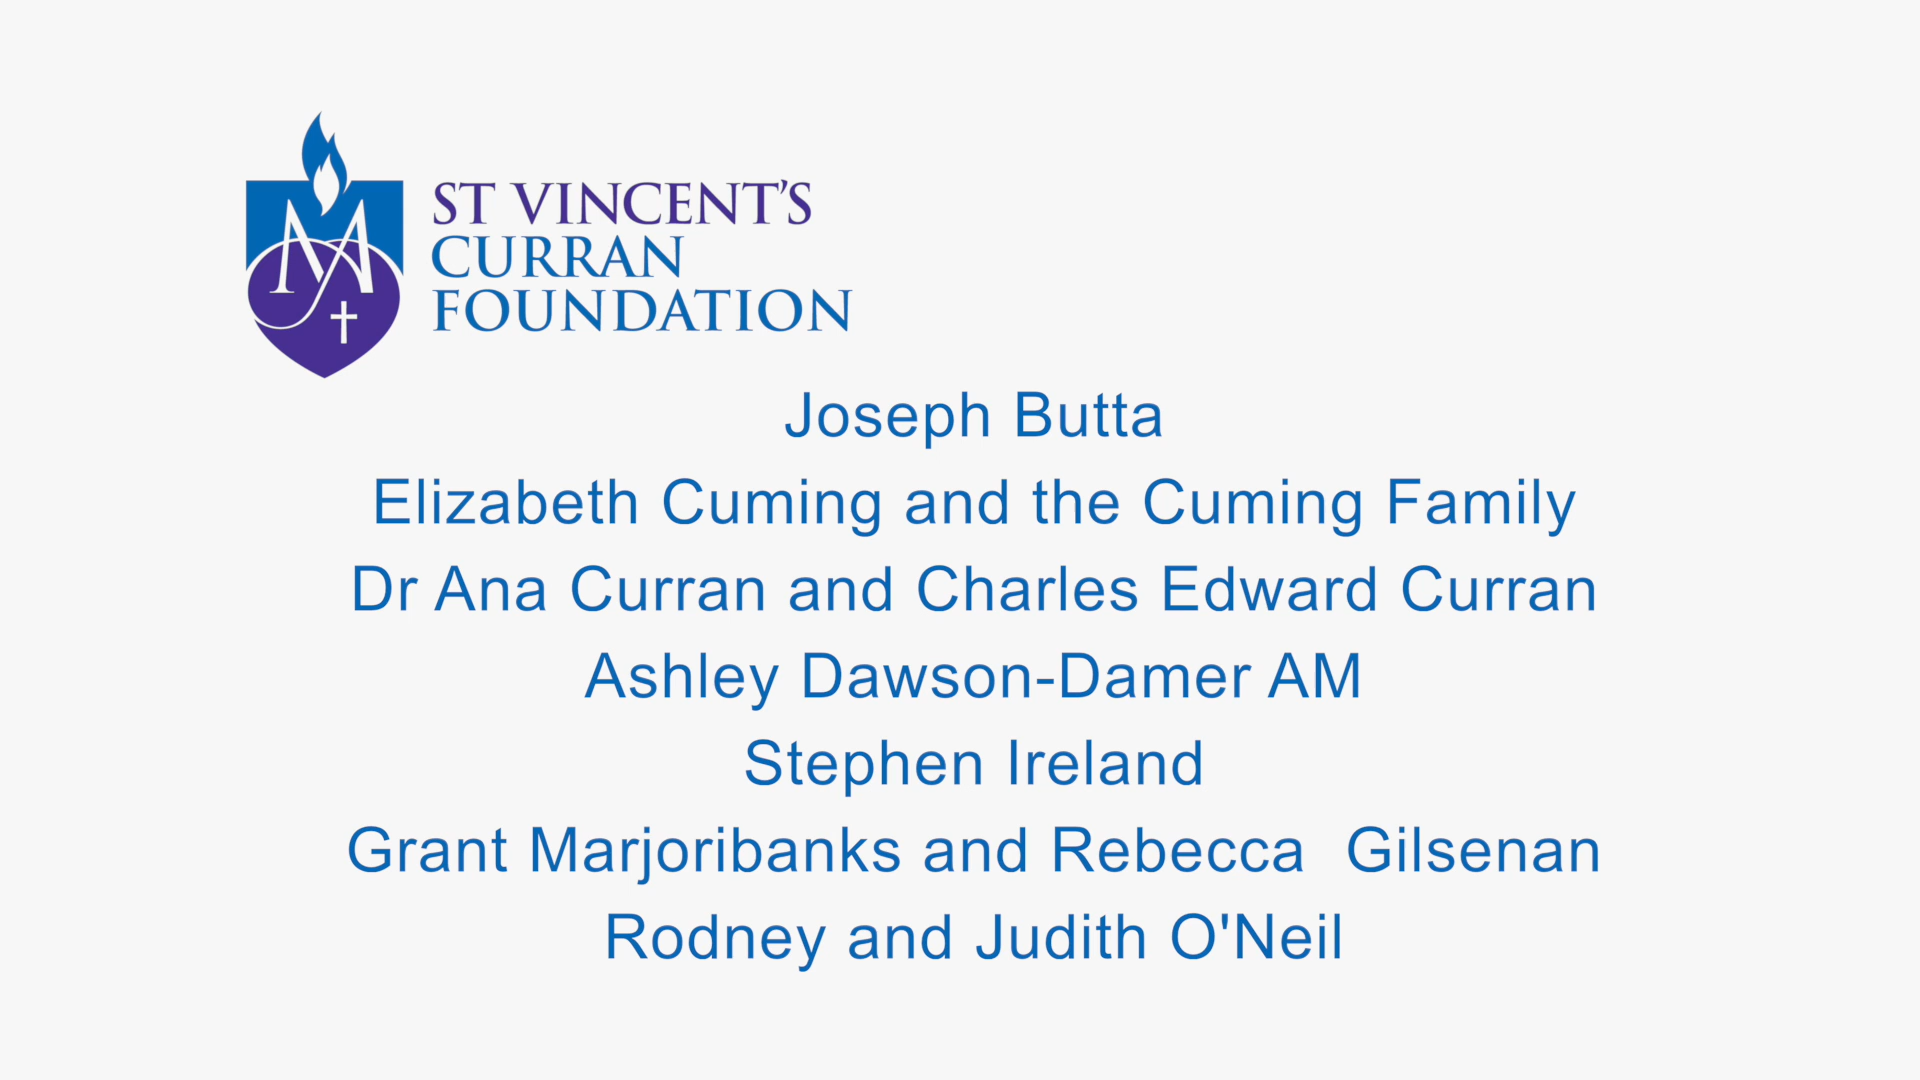 ST VINCENT'S
CURRAN
FOUNDATION
Joseph Butta
Elizabeth Cuming and the Cuming Family
Dr Ana Curran and Charles Edward Curran
Ashley Dawson-Damer AM
Stephen Ireland
Grant Marjoribanks and Rebecca  Gilsenan
Rodney and Judith O'Neil